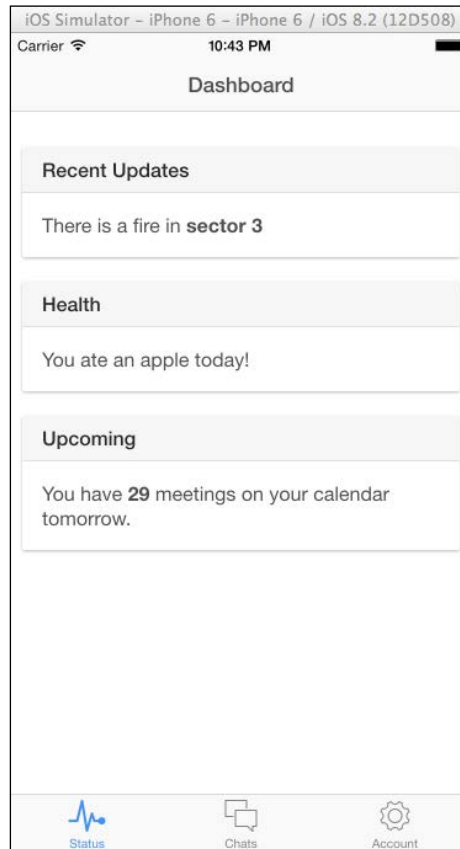 iOS Simulator – iPhone 6 – iPhone 6 / iOS 8.2 (12D508)
Carrier 10:43 PM
Dashboard
Recent Updates
There is a fire in sector 3
Health
You ate an apple today!
Upcoming
You have 29 meetings on your calendar
tomorrow.
Status Chats Account